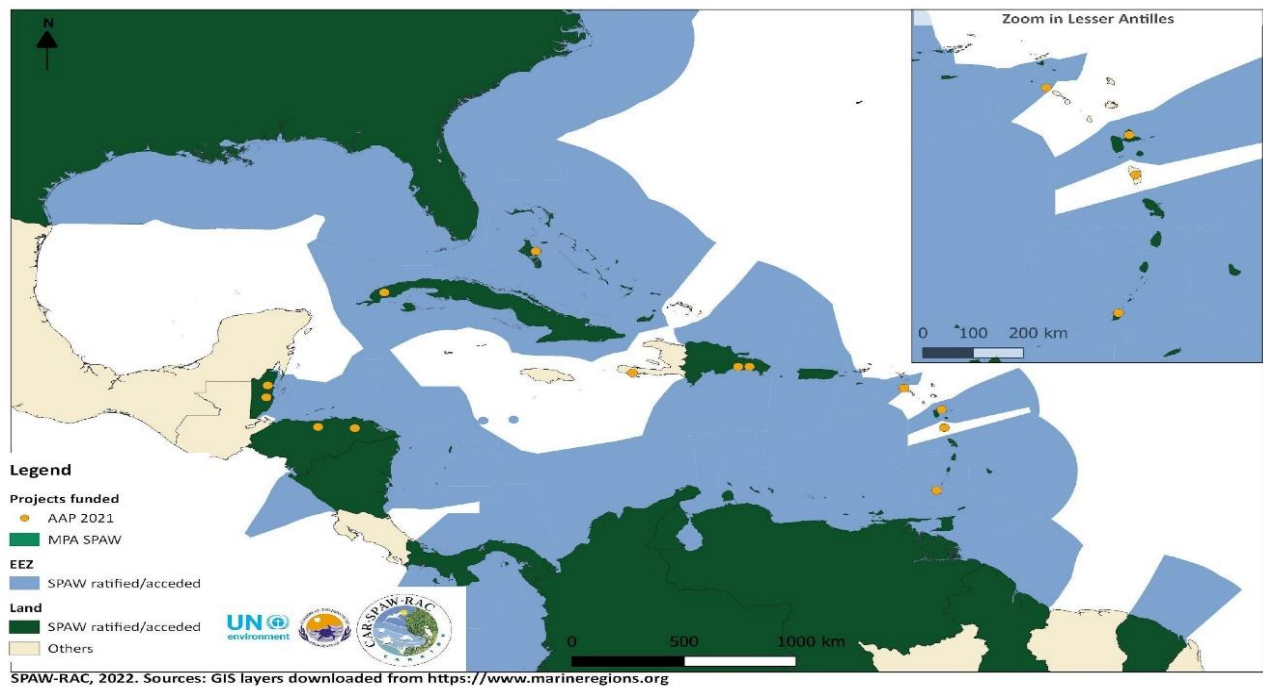 N
Zoom in Lesser Antilles
0 100 200 km
Legend
Projects funded
AAP 2021
MPA SPAW
EEZ
SPAW ratified/acceded
Land
SPAW ratified/acceded
Others
UN
environment
CAR-SPAW-RAC
CARAIBE
0 500 1000 km
SPAW-RAC, 2022. Sources: GIS layers downloaded from https://www.marineregions.org